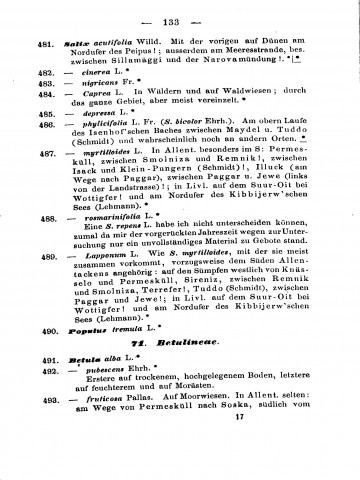 — 133 —
481. Salix acutifolia Willd. Mit der vorigen auf Dünen am
Nordufer des Peipus!; ausserdem am Meeresstrande, bes.
zwischen Sillamäggi und der Narovamündung!.*|*
482. — cinerea L.*
483. — nigricans Fr.*
484. — Caprea L. In Wäldern und auf Waldwiesen; durch
das ganze Gebiet, aber meist vereinzelt.*
485. — depressa L.*
486. — phylicifolia L. Fr. (S. bicolor Ehrh.). Am obern Laufe
des Isenhof'schen Baches zwischen Maydel u. Tuddo
(Schmidt) und wahrscheinlich noch an andern Orten.*
487. — myrtilloides L. In Allent. besonders im S: Permes-
küll, zwischen Smolniza und Remnik!, zwischen
Isack und Klein-Pungern (Schmidt)!, Illuck (am
Wege nach Paggar), zwischen Paggar u. Jewe (links
von der Landstrasse)!; in Livl. auf dem Suur-Oit bei
Wottigfer! und am Nordufer des Kibbijerw'schen
Sees (Lehmann).*
488. — rosmarinifolia L.*
Eine S. repens L. habe ich nicht unterscheiden können,
zumal da mir der vorgerückten Jahreszeit wegen zur Unter-
suchung nur ein unvollständiges Material zu Gebote stand.
489. — Lapponum L. Wie S. myrtilloides, mit der sie meist
zusammen vorkommt, vorzugsweise dem Süden Allen-
tackens angehörig: auf den Sümpfen westlich von Knäs-
selo und Permesküll, Sireniz, zwischen Remnik
und Smolniza, Terrefer!, Tuddo (Schmidt), zwischen
Paggar und Jewe!; in Livl. auf dem Suur-Oit bei
Wottigfer! und am Nordufer des Kibbijerw'schen
Sees (Lehmann).*
490. Populus tremula L.*
71. Betulineae.
491. Betula alba L.*
492. — pubescens Ehrh.*
Erstere auf trockenem, hochgelegenem Boden, letztere
auf feuchterem und auf Morästen.
493. — fruticosa Pallas. Auf Moorwiesen. In Allent. selten:
am Wege von Permesküll nach Soska, südlich vom
17